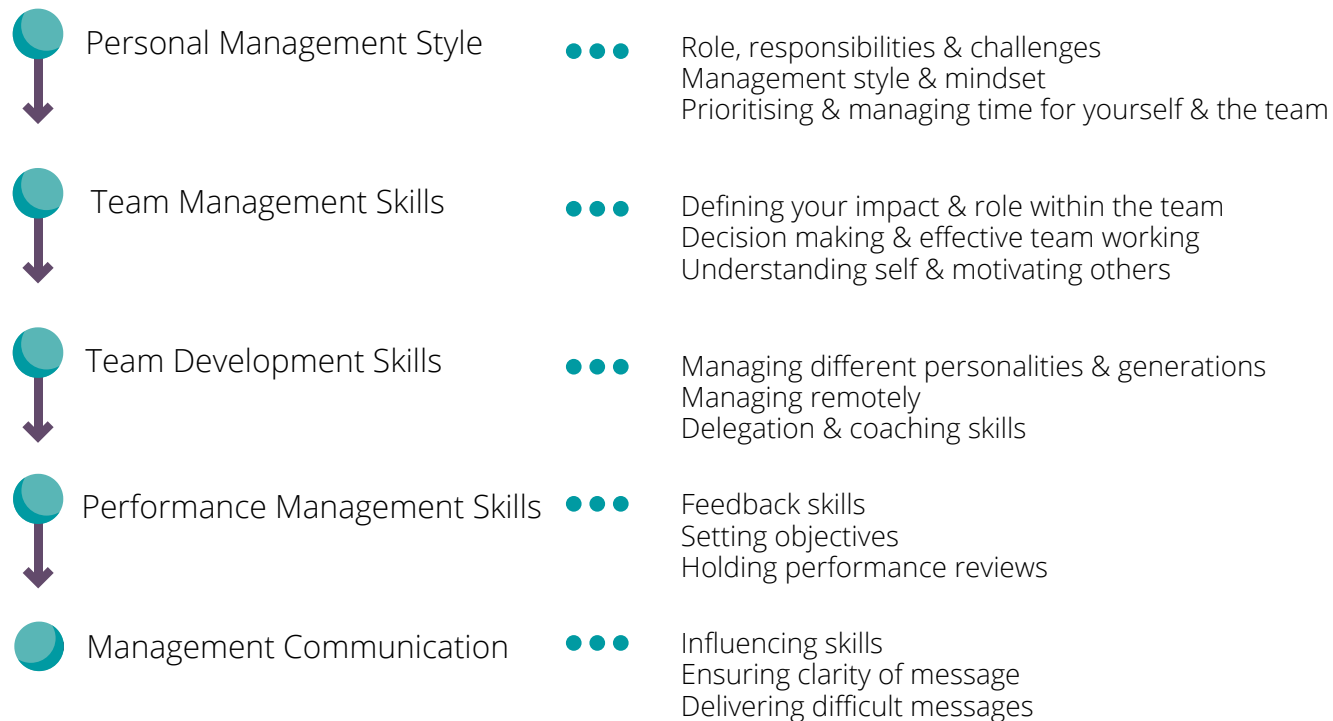 Personal Management Style
Role, responsibilities & challenges
Management style & mindset
Prioritising & managing time for yourself & the team
Team Management Skills
Defining your impact & role within the team
Decision making & effective team working
Understanding self & motivating others
Team Development Skills
Managing different personalities & generations
Managing remotely
Delegation & coaching skills
Performance Management Skills
Feedback skills
Setting objectives
Holding performance reviews
Management Communication
Influencing skills
Ensuring clarity of message
Delivering difficult messages